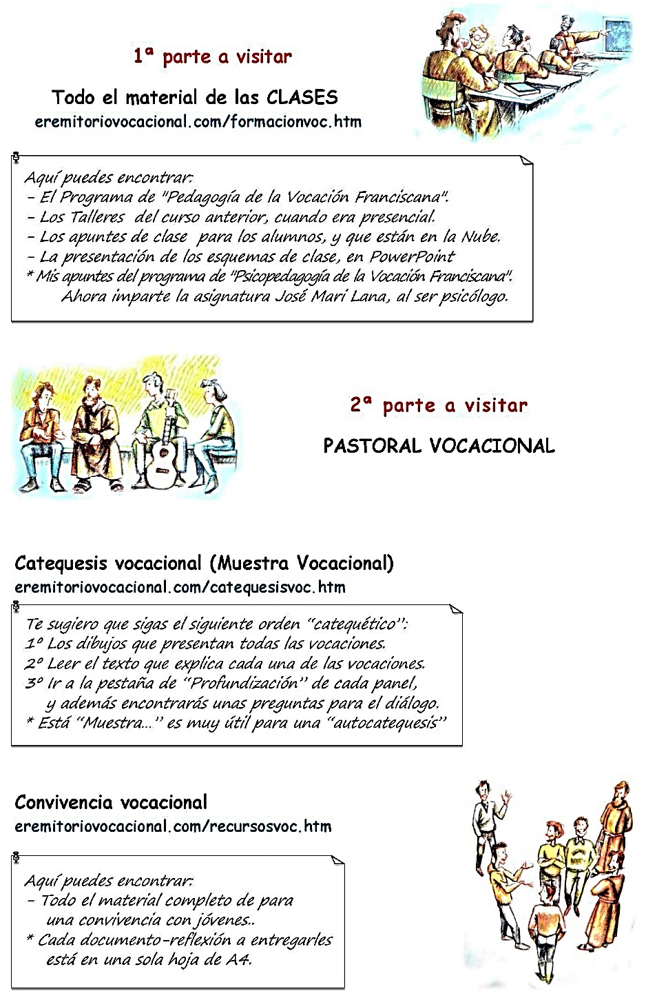 1ª parte a visitar
Todo el material de las CLASES
eremitoriovocacional.com/formacionvoc.htm
Aquí puedes encontrar:
- El Programa de "Pedagogía de la Vocación Franciscana".
- Los Talleres del curso anterior, cuando era presencial.
- Los apuntes de clase para los alumnos, y que están en la Nube.
- La presentación de los esquemas de clase, en PowerPoint
* Mis apuntes del programa de "Psicopedagogía de la Vocación Franciscana".
Ahora imparte la asignatura José Mari Lana, al ser psicólogo.
2ª parte a visitar
PASTORAL VOCACIONAL
Catequesis vocacional (Muestra Vocacional)
eremitoriovocacional.com/catequesisvoc.htm
Te sugiero que sigas el siguiente orden “catequético”:
1º Los dibujos que presentan todas las vocaciones.
2º Leer el texto que explica cada una de las vocaciones.
3º Ir a la pestaña de “Profundización” de cada panel,
y además encontrarás unas preguntas para el diálogo.
* Está “Muestra...” es muy útil para una “autocatequesis”
Convivencia vocacional
eremitoriovocacional.com/recursosvoc.htm
Aquí puedes encontrar:
- Todo el material completo de para
una convivencia con jóvenes..
* Cada documento-reflexión a entregarles
está en una sola hoja de A4.